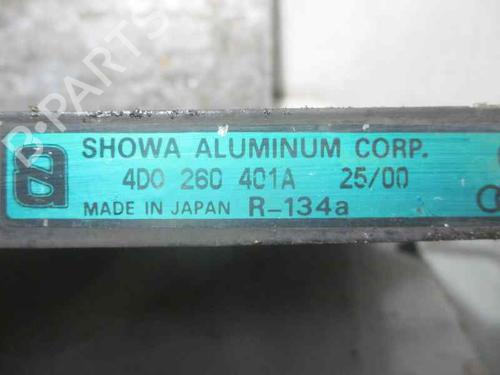 B-PARTS
a SHOWA ALUMINUM CORP.
4D0 260 401A 25/00
MADE IN JAPAN R-134a